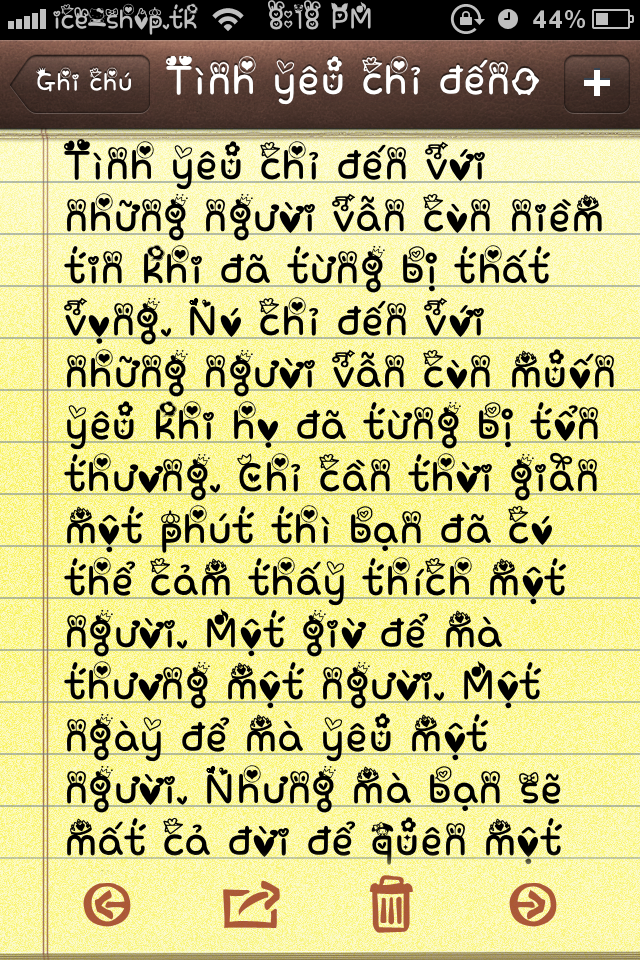 ice-shop.tk 8:18 PM 44%
Ghi chú Tình yêu chỉ đến
Tình yêu chỉ đến với
những người vẫn còn niềm
tin khi đã từng bị thất
vọng. Nó chỉ đến với
những người vẫn còn muốn
yêu khi họ đã từng bị tổn
thương. Chỉ cần thời gian
một phút thì bạn đã có
thể cảm thấy thích một
người. Một giờ để mà
thương một người. Một
ngày để mà yêu một
người. Nhưng mà bạn sẽ
mất cả đời để quên một